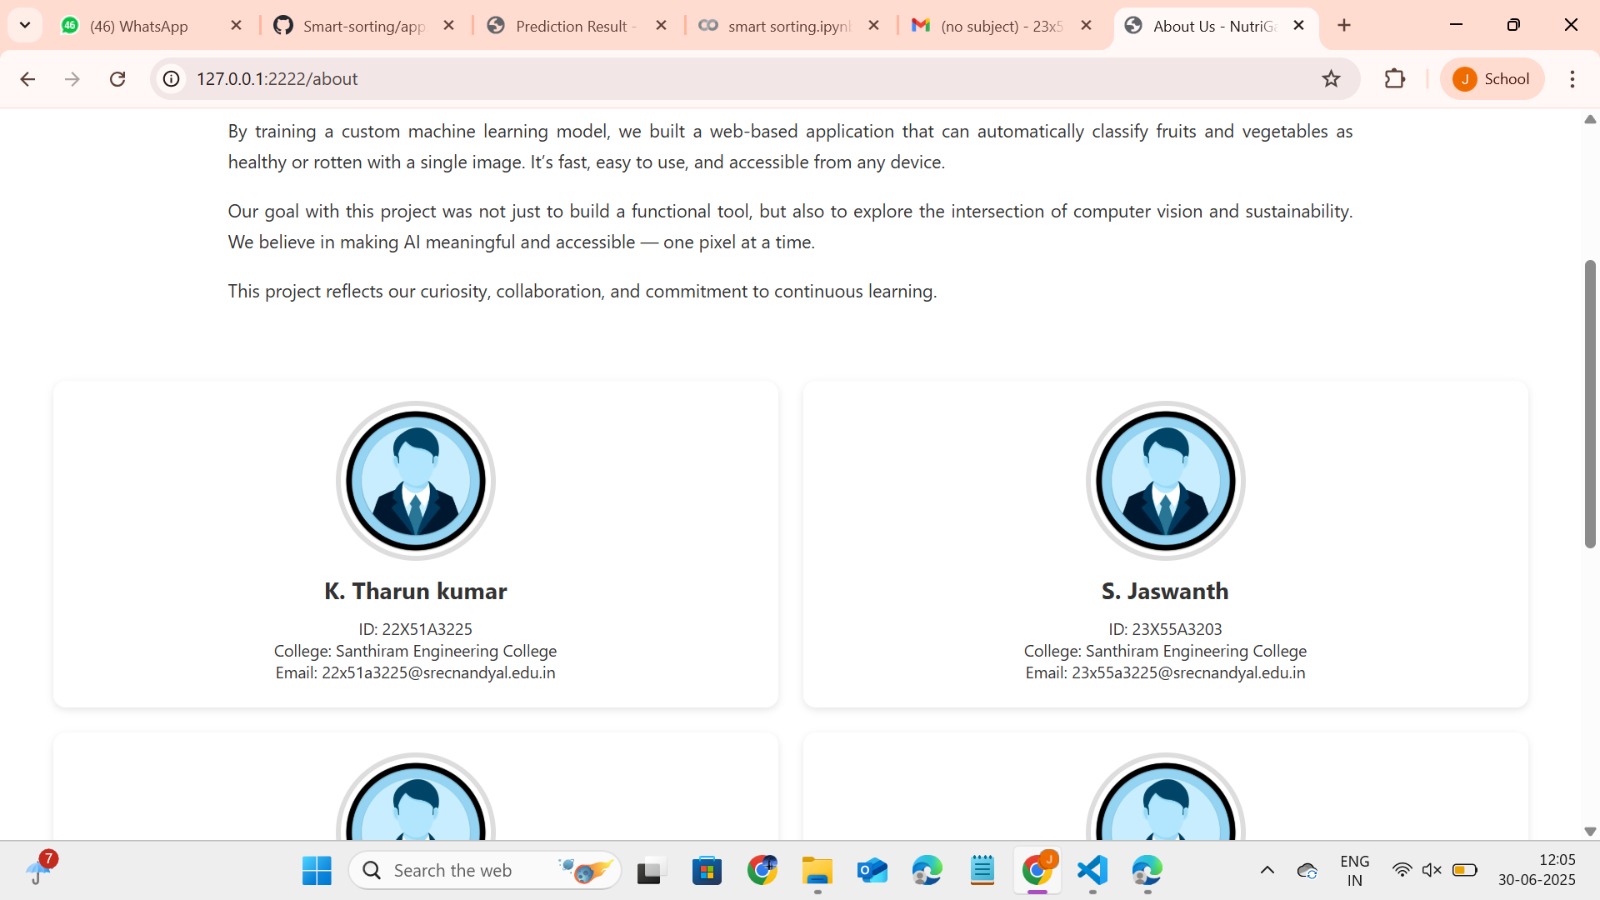 46
(46) WhatsApp
Smart-sorting/app
Prediction Result -
smart sorting.ipynb
(no subject) - 23x5
About Us - NutriGa
127.0.0.1:2222/about
J
School
By training a custom machine learning model, we built a web-based application that can automatically classify fruits and vegetables as
healthy or rotten with a single image. It’s fast, easy to use, and accessible from any device.
Our goal with this project was not just to build a functional tool, but also to explore the intersection of computer vision and sustainability.
We believe in making AI meaningful and accessible — one pixel at a time.
This project reflects our curiosity, collaboration, and commitment to continuous learning.
K. Tharun kumar
ID: 22X51A3225
College: Santhiram Engineering College
Email: 22x51a3225@srecnandyal.edu.in
S. Jaswanth
ID: 23X55A3203
College: Santhiram Engineering College
Email: 23x55a3225@srecnandyal.edu.in
7
Search the web
J
ENG
IN
12:05
30-06-2025